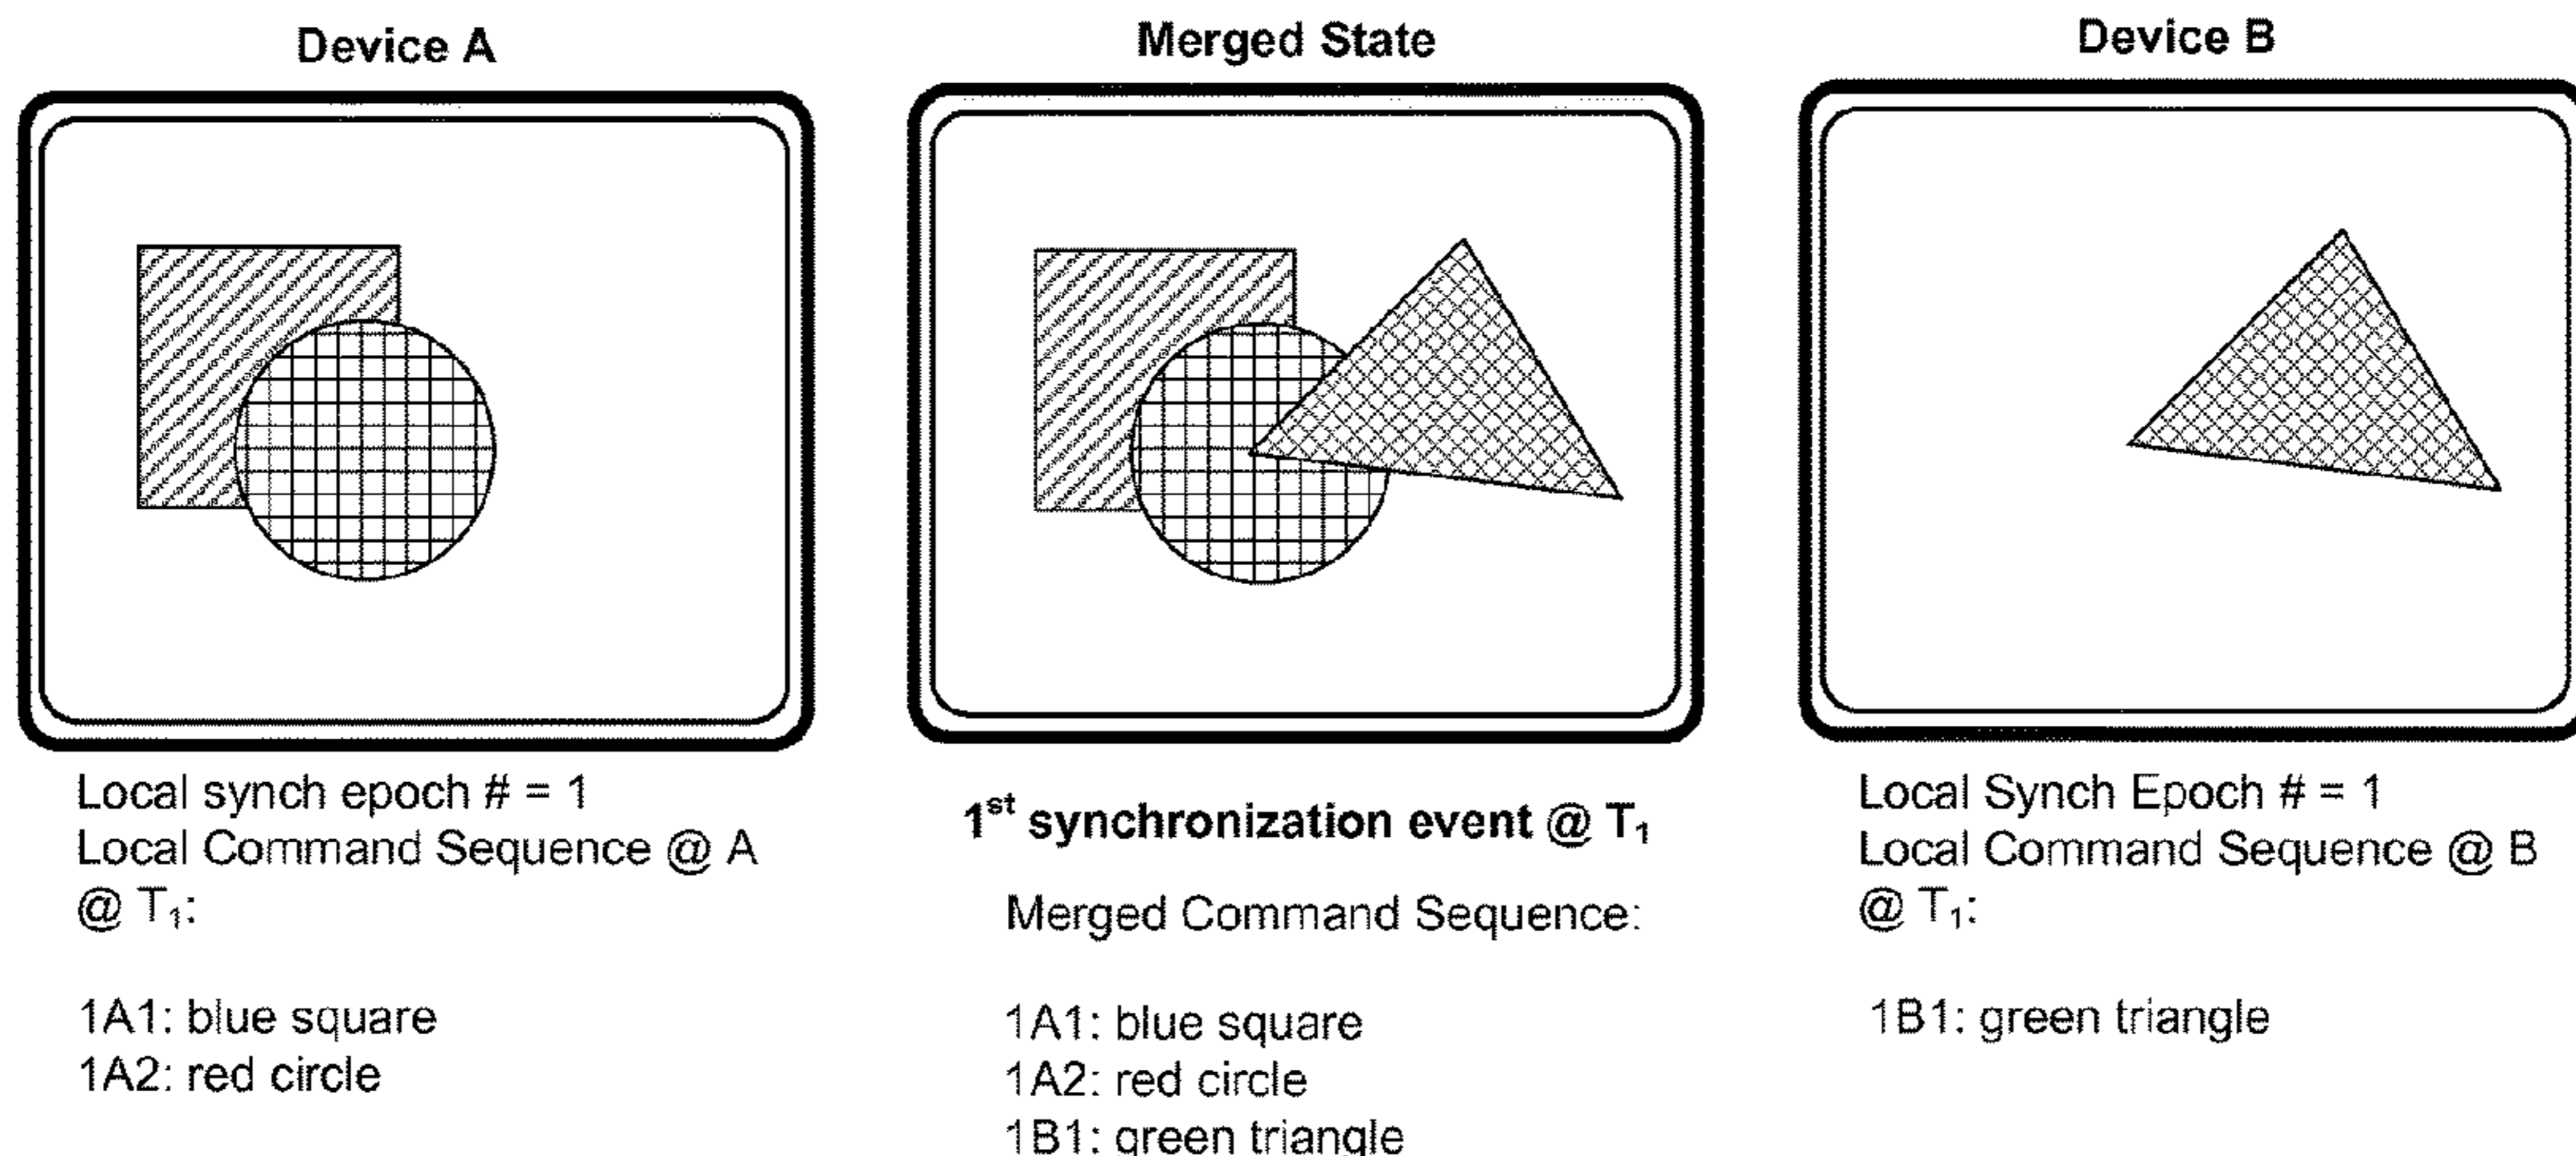 Device A
Local synch epoch # = 1
Local Command Sequence @ A
@ T₁:
1A1: blue square
1A2: red circle
Merged State
1ˢᵗ synchronization event @ T₁
Merged Command Sequence:
1A1: blue square
1A2: red circle
1B1: green triangle
Device B
Local Synch Epoch # = 1
Local Command Sequence @ B
@ T₁:
1B1: green triangle